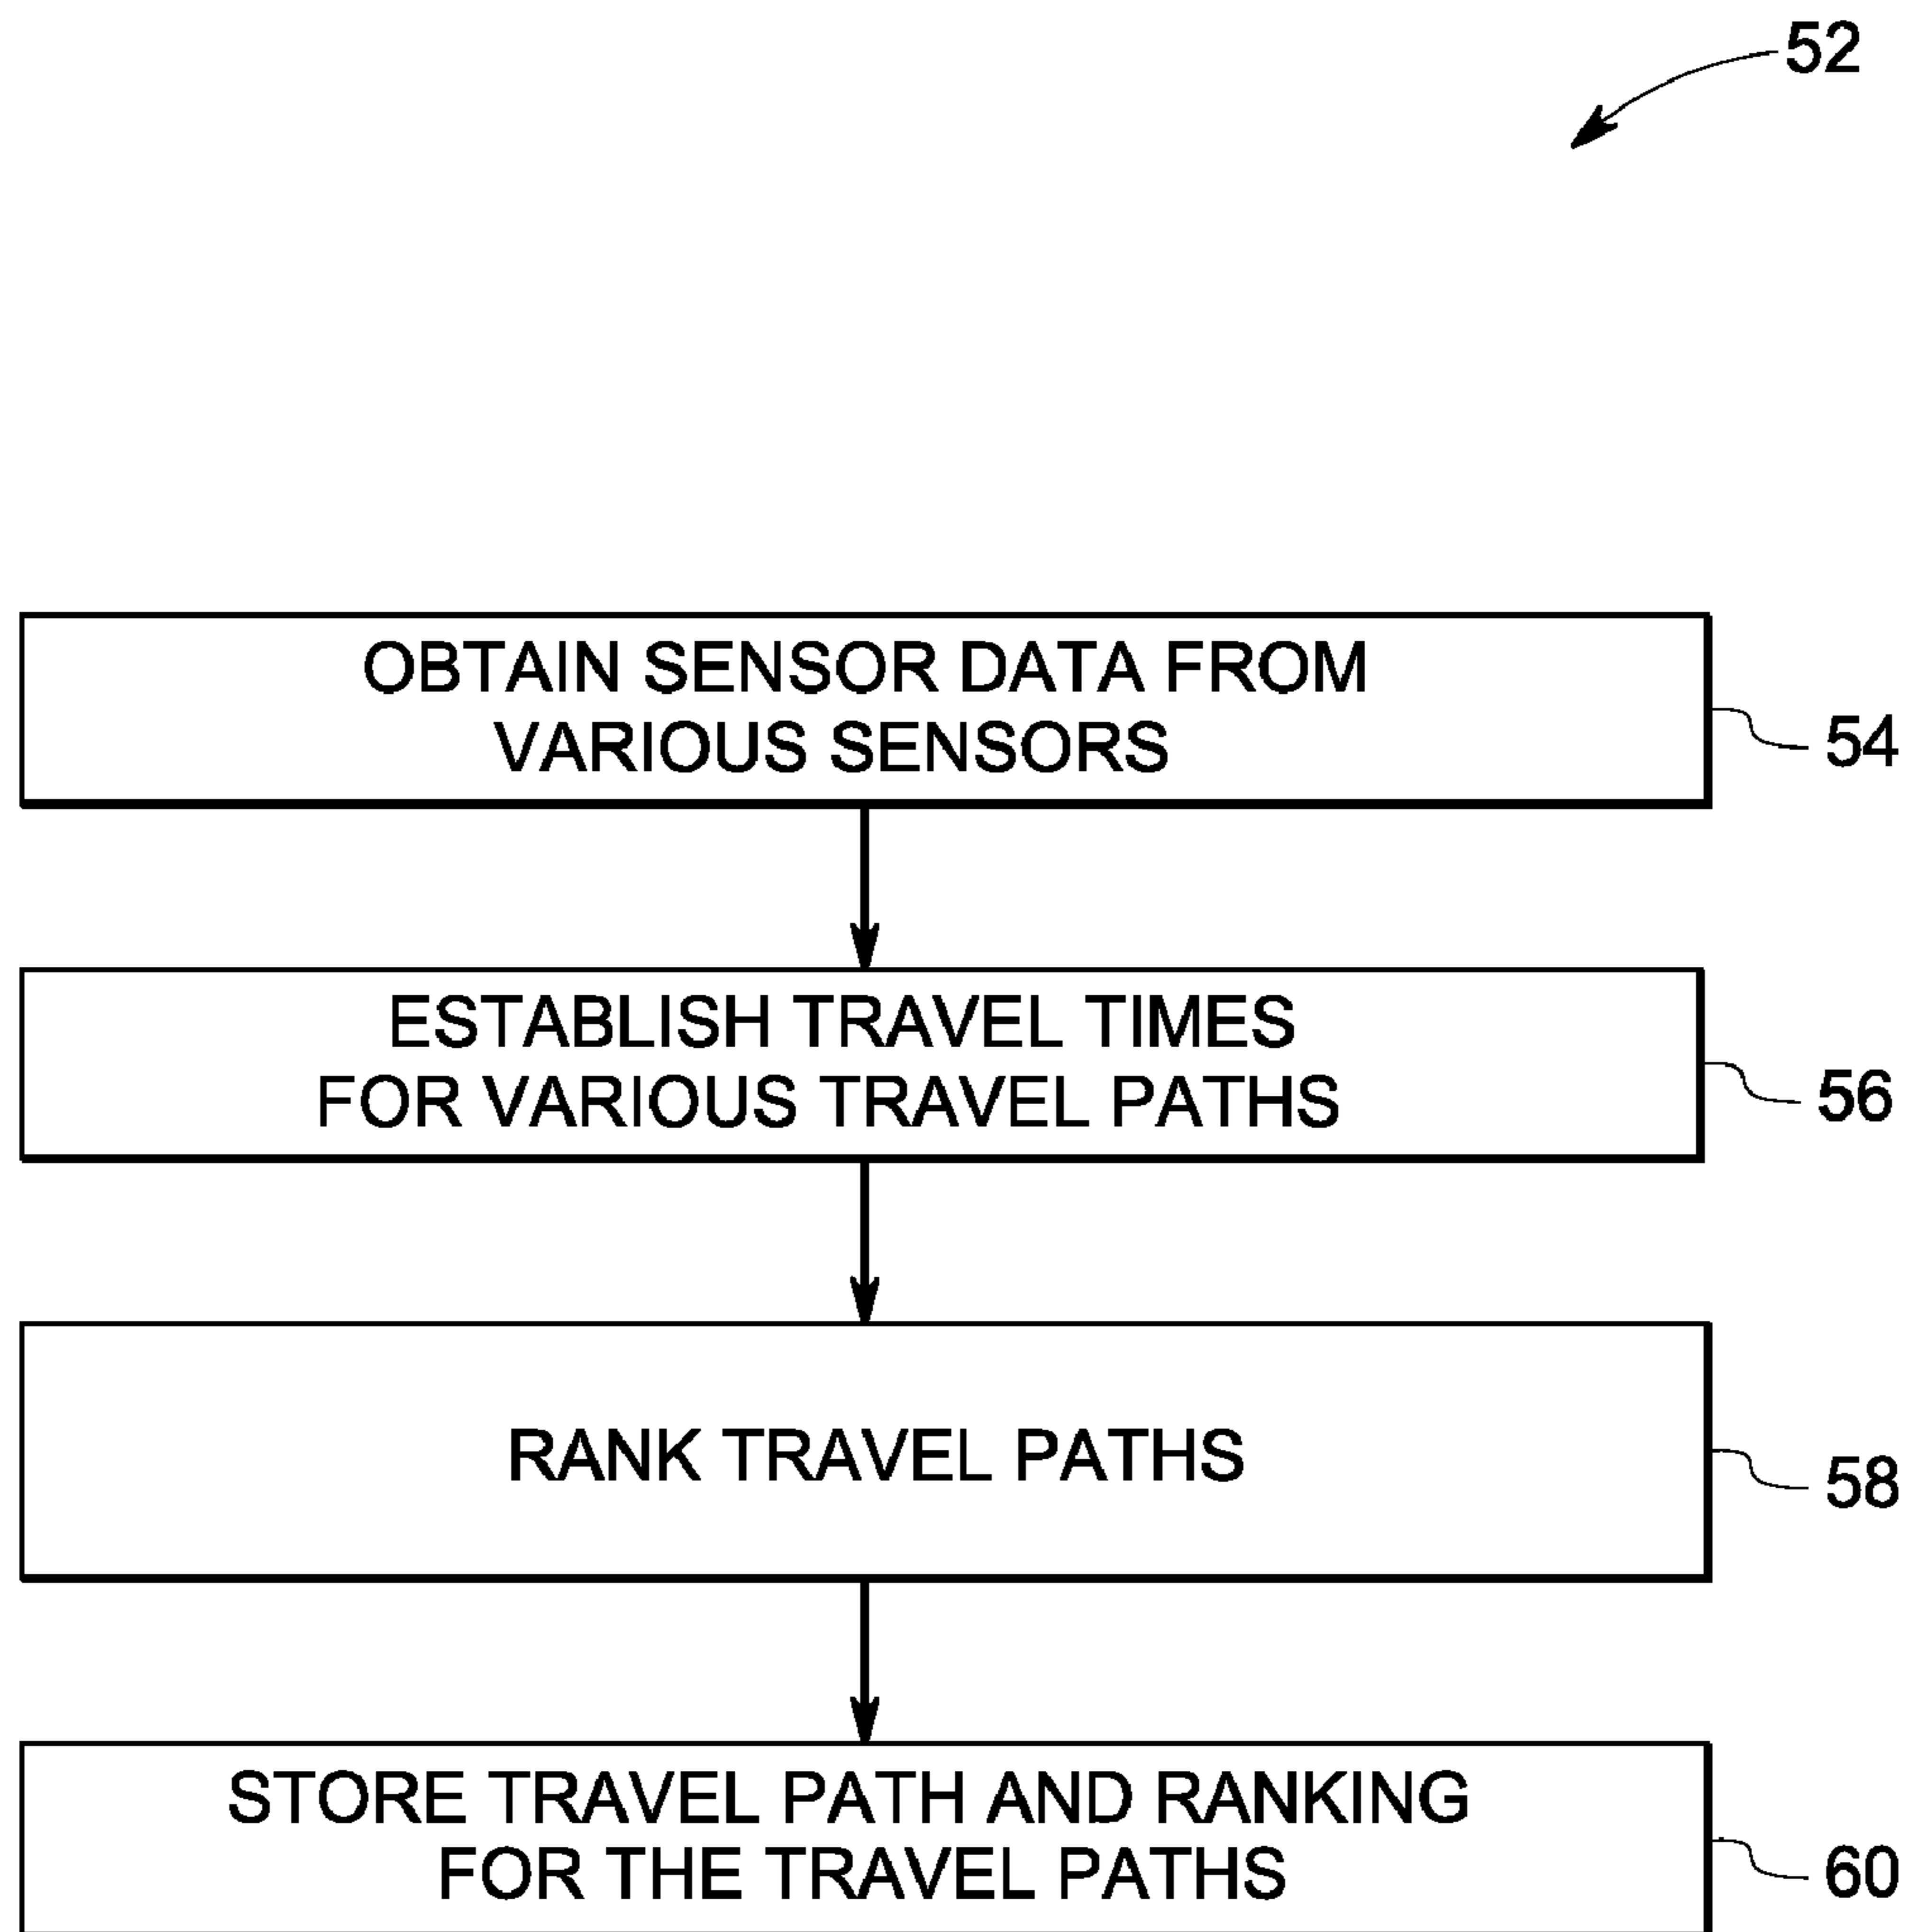 52
OBTAIN SENSOR DATA FROM
VARIOUS SENSORS
54
ESTABLISH TRAVEL TIMES
FOR VARIOUS TRAVEL PATHS
56
RANK TRAVEL PATHS
58
STORE TRAVEL PATH AND RANKING
FOR THE TRAVEL PATHS
60